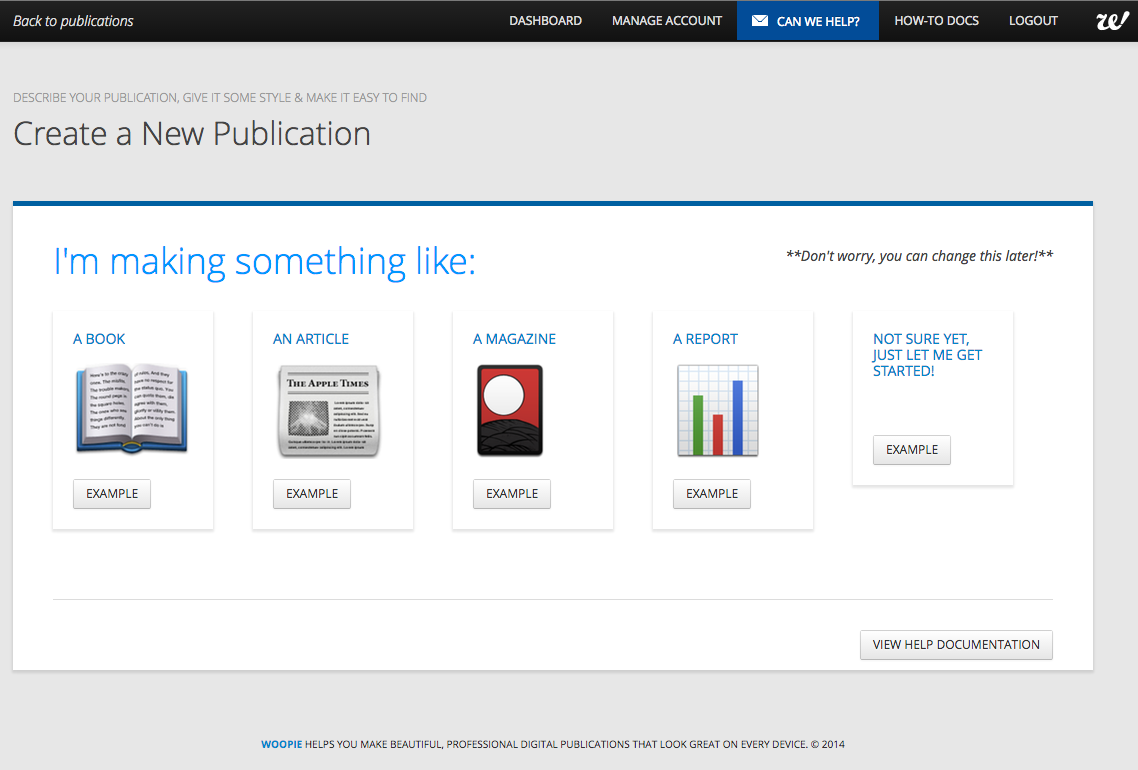 Back to publications
DASHBOARD
MANAGE ACCOUNT
CAN WE HELP?
HOW-TO DOCS
LOGOUT
we!
DESCRIBE YOUR PUBLICATION, GIVE IT SOME STYLE & MAKE IT EASY TO FIND
Create a New Publication
I'm making something like:
**Don't worry, you can change this later!**
A BOOK
AN ARTICLE
A MAGAZINE
A REPORT
NOT SURE YET,
JUST LET ME GET
STARTED!
THE APPLE TIMES
EXAMPLE
EXAMPLE
EXAMPLE
EXAMPLE
EXAMPLE
VIEW HELP DOCUMENTATION
WOOPIE HELPS YOU MAKE BEAUTIFUL, PROFESSIONAL DIGITAL PUBLICATIONS THAT LOOK GREAT ON EVERY DEVICE. © 2014